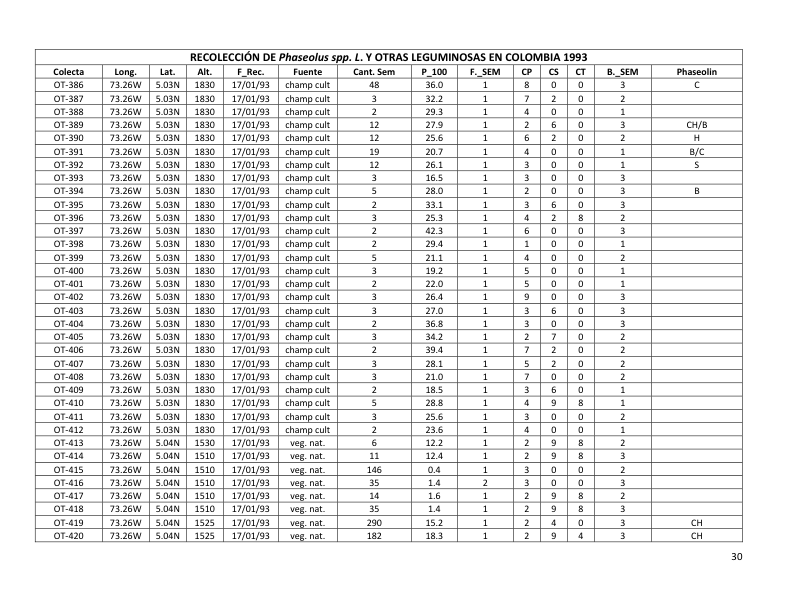 RECOLECCIÓN DE Phaseolus spp. L. Y OTRAS LEGUMINOSAS EN COLOMBIA 1993
Colecta Long. Lat. Alt. F_Rec. Fuente Cant. Sem P_100 F._SEM CP CS CT B._SEM Phaseolin
OT-386 73.26W 5.03N 1830 17/01/93 champ cult 48 36.0 1 8 0 0 3 C
OT-387 73.26W 5.03N 1830 17/01/93 champ cult 3 32.2 1 7 2 0 2
OT-388 73.26W 5.03N 1830 17/01/93 champ cult 2 29.3 1 4 0 0 1
OT-389 73.26W 5.03N 1830 17/01/93 champ cult 12 27.9 1 2 6 0 3 CH/B
OT-390 73.26W 5.03N 1830 17/01/93 champ cult 12 25.6 1 6 2 0 2 H
OT-391 73.26W 5.03N 1830 17/01/93 champ cult 19 20.7 1 4 0 0 1 B/C
OT-392 73.26W 5.03N 1830 17/01/93 champ cult 12 26.1 1 3 0 0 1 S
OT-393 73.26W 5.03N 1830 17/01/93 champ cult 3 16.5 1 3 0 0 3
OT-394 73.26W 5.03N 1830 17/01/93 champ cult 5 28.0 1 2 0 0 3 B
OT-395 73.26W 5.03N 1830 17/01/93 champ cult 2 33.1 1 3 6 0 3
OT-396 73.26W 5.03N 1830 17/01/93 champ cult 3 25.3 1 4 2 8 2
OT-397 73.26W 5.03N 1830 17/01/93 champ cult 2 42.3 1 6 0 0 3
OT-398 73.26W 5.03N 1830 17/01/93 champ cult 2 29.4 1 1 0 0 1
OT-399 73.26W 5.03N 1830 17/01/93 champ cult 5 21.1 1 4 0 0 2
OT-400 73.26W 5.03N 1830 17/01/93 champ cult 3 19.2 1 5 0 0 1
OT-401 73.26W 5.03N 1830 17/01/93 champ cult 2 22.0 1 5 0 0 1
OT-402 73.26W 5.03N 1830 17/01/93 champ cult 3 26.4 1 9 0 0 3
OT-403 73.26W 5.03N 1830 17/01/93 champ cult 3 27.0 1 3 6 0 3
OT-404 73.26W 5.03N 1830 17/01/93 champ cult 2 36.8 1 3 0 0 3
OT-405 73.26W 5.03N 1830 17/01/93 champ cult 3 34.2 1 2 7 0 2
OT-406 73.26W 5.03N 1830 17/01/93 champ cult 2 39.4 1 7 2 0 2
OT-407 73.26W 5.03N 1830 17/01/93 champ cult 3 28.1 1 5 2 0 2
OT-408 73.26W 5.03N 1830 17/01/93 champ cult 3 21.0 1 7 0 0 2
OT-409 73.26W 5.03N 1830 17/01/93 champ cult 2 18.5 1 3 6 0 1
OT-410 73.26W 5.03N 1830 17/01/93 champ cult 5 28.8 1 4 9 8 1
OT-411 73.26W 5.03N 1830 17/01/93 champ cult 3 25.6 1 3 0 0 2
OT-412 73.26W 5.03N 1830 17/01/93 champ cult 2 23.6 1 4 0 0 1
OT-413 73.26W 5.04N 1530 17/01/93 veg. nat. 6 12.2 1 2 9 8 2
OT-414 73.26W 5.04N 1510 17/01/93 veg. nat. 11 12.4 1 2 9 8 3
OT-415 73.26W 5.04N 1510 17/01/93 veg. nat. 146 0.4 1 3 0 0 2
OT-416 73.26W 5.04N 1510 17/01/93 veg. nat. 35 1.4 2 3 0 0 3
OT-417 73.26W 5.04N 1510 17/01/93 veg. nat. 14 1.6 1 2 9 8 2
OT-418 73.26W 5.04N 1510 17/01/93 veg. nat. 35 1.4 1 2 9 8 3
OT-419 73.26W 5.04N 1525 17/01/93 veg. nat. 290 15.2 1 2 4 0 3 CH
OT-420 73.26W 5.04N 1525 17/01/93 veg. nat. 182 18.3 1 2 9 4 3 CH
30